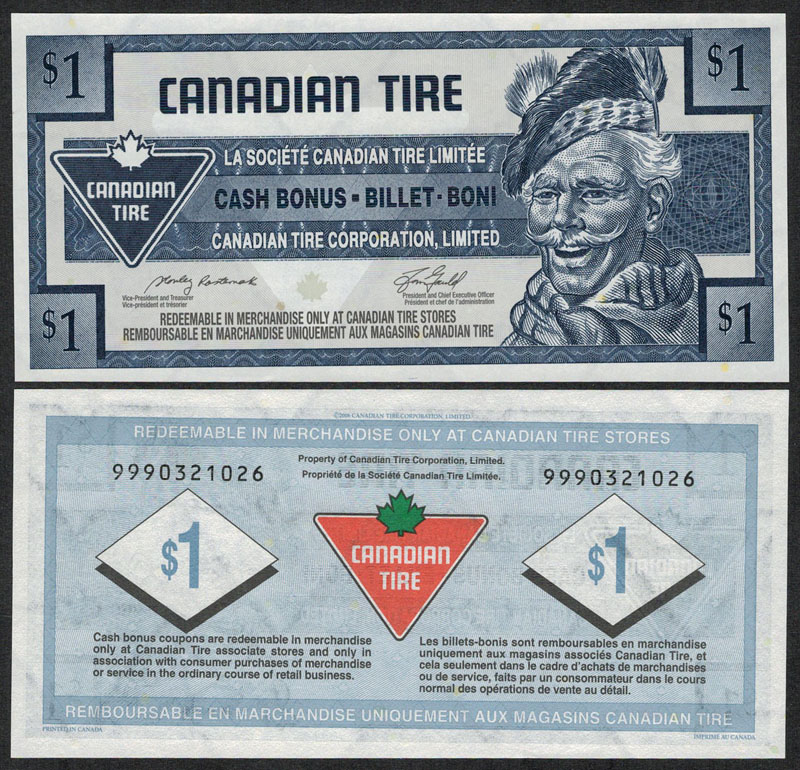 $1
$1
CANADIAN TIRE
CANADIAN
TIRE
LA SOCIÉTÉ CANADIAN TIRE LIMITÉE
CASH BONUS - BILLET - BONI
CANADIAN TIRE CORPORATION, LIMITED
Vice-President and Treasurer
Vice-président et trésorier
President and Chief Executive Officer
Président et chef de l'administration
$1
REDEEMABLE IN MERCHANDISE ONLY AT CANADIAN TIRE STORES
REMBOURSABLE EN MARCHANDISE UNIQUEMENT AUX MAGASINS CANADIAN TIRE
$1
CANADIAN TIRE CORPORATION, LIMITED
REDEEMABLE IN MERCHANDISE ONLY AT CANADIAN TIRE STORES
Property of Canadian Tire Corporation, Limited.
Propriété de la Société Canadian Tire Limitée.
9990321026
9990321026
$1
CANADIAN
TIRE
$1
Cash bonus coupons are redeemable in merchandise
only at Canadian Tire associate stores and only in
association with consumer purchases of merchandise
or service in the ordinary course of retail business.
Les billets-bonis sont remboursables en marchandise
uniquement aux magasins associés Canadian Tire, et
cela seulement dans le cadre d'achats de marchandises
ou de service, faits par un consommateur dans le cours
normal des opérations de vente au détail.
REMBOURSABLE EN MARCHANDISE UNIQUEMENT AUX MAGASINS CANADIAN TIRE
PRINTED IN CANADA
IMPRIMÉ AU CANADA